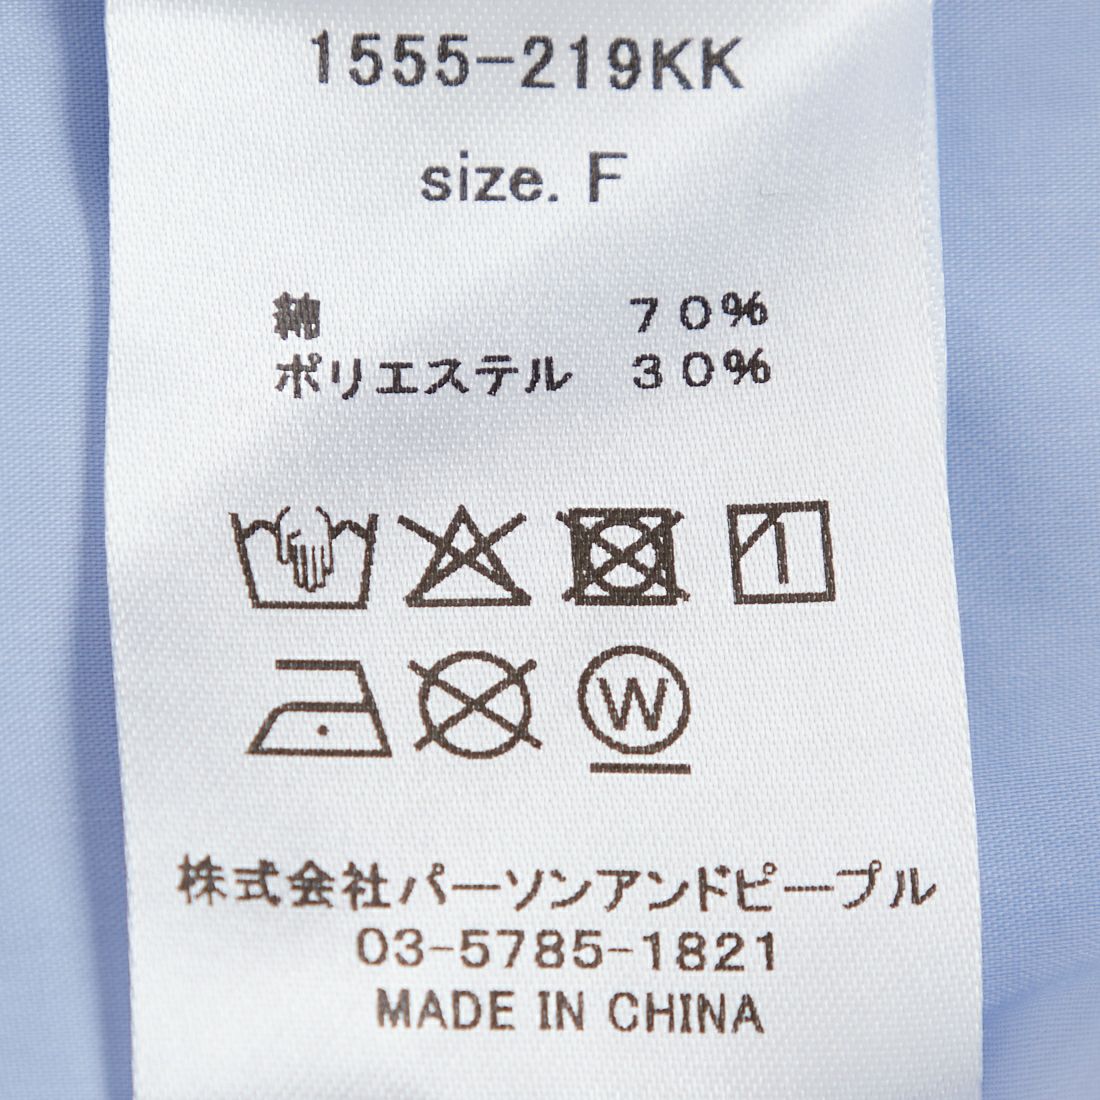 1555-219KK
size. F
綿 70%
ポリエステル 30%
W
株式会社パーソンアンドピープル
03-5785-1821
MADE IN CHINA